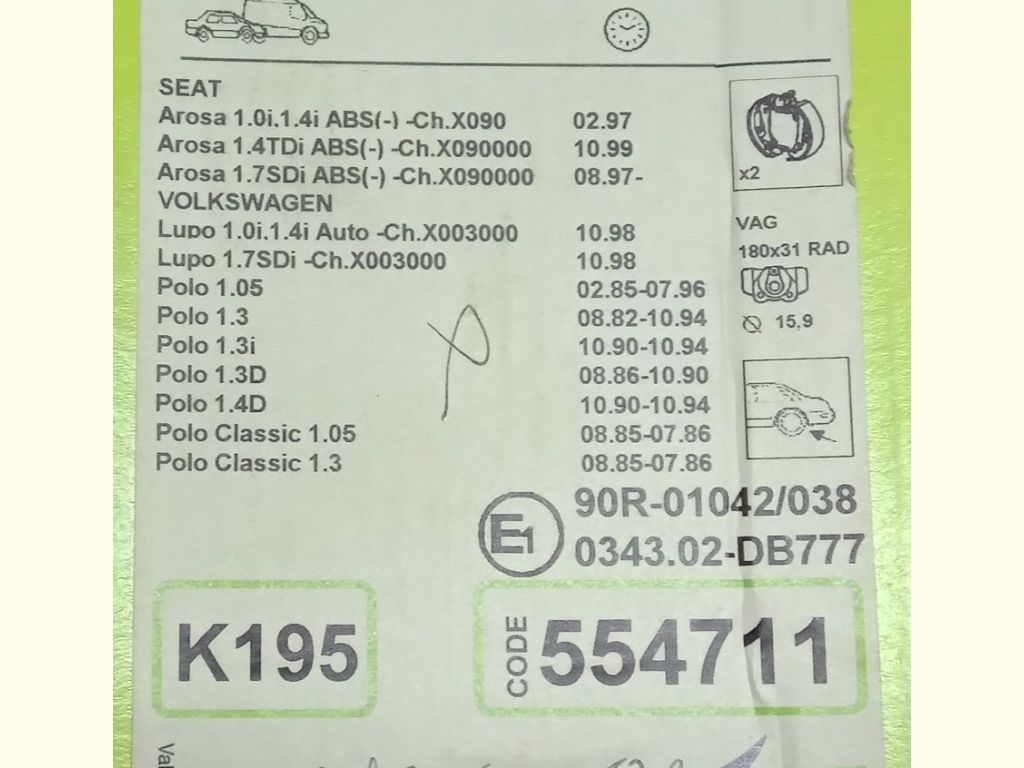 SEAT
Arosa 1.0i.1.4i ABS(-) -Ch.X090 02.97
Arosa 1.4TDi ABS(-) -Ch.X090000 10.99
Arosa 1.7SDi ABS(-) -Ch.X090000 08.97-
VOLKSWAGEN
Lupo 1.0i.1.4i Auto -Ch.X003000 10.98
Lupo 1.7SDi -Ch.X003000 10.98
Polo 1.05 02.85-07.96
Polo 1.3 08.82-10.94
Polo 1.3i 10.90-10.94
Polo 1.3D 08.86-10.90
Polo 1.4D 10.90-10.94
Polo Classic 1.05 08.85-07.86
Polo Classic 1.3 08.85-07.86
x2
VAG
180x31 RAD
15,9
E1
90R-01042/038
0343.02-DB777
K195
CODE 554711